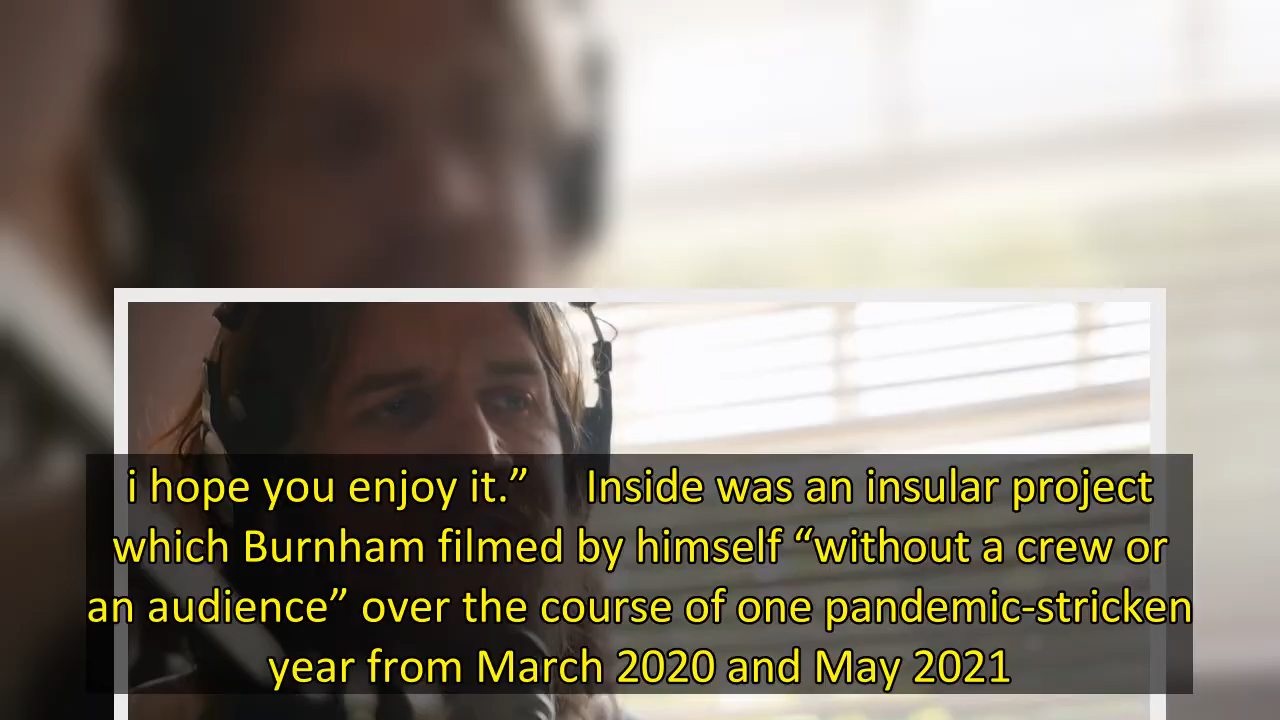 i hope you enjoy it.”     Inside was an insular project
which Burnham filmed by himself “without a crew or
an audience” over the course of one pandemic-stricken
year from March 2020 and May 2021